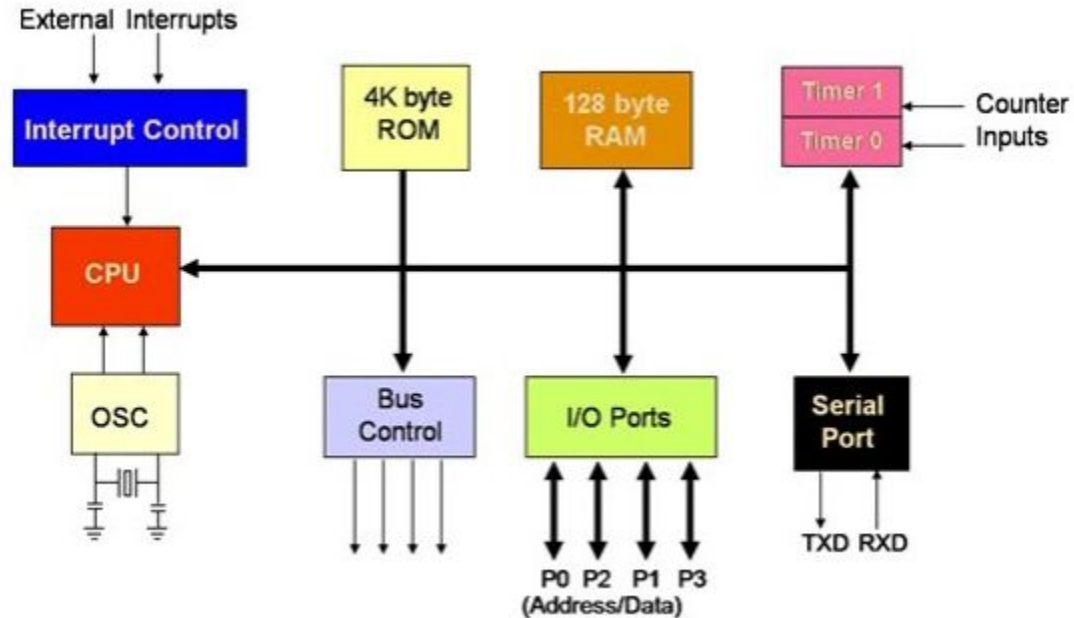 External Interrupts
Interrupt Control
4K byte
ROM
128 byte
RAM
Timer 1
Timer 0
Counter
Inputs
CPU
OSC
Bus
Control
I/O Ports
Serial
Port
TXD RXD
P0 P2 P1 P3
(Address/Data)